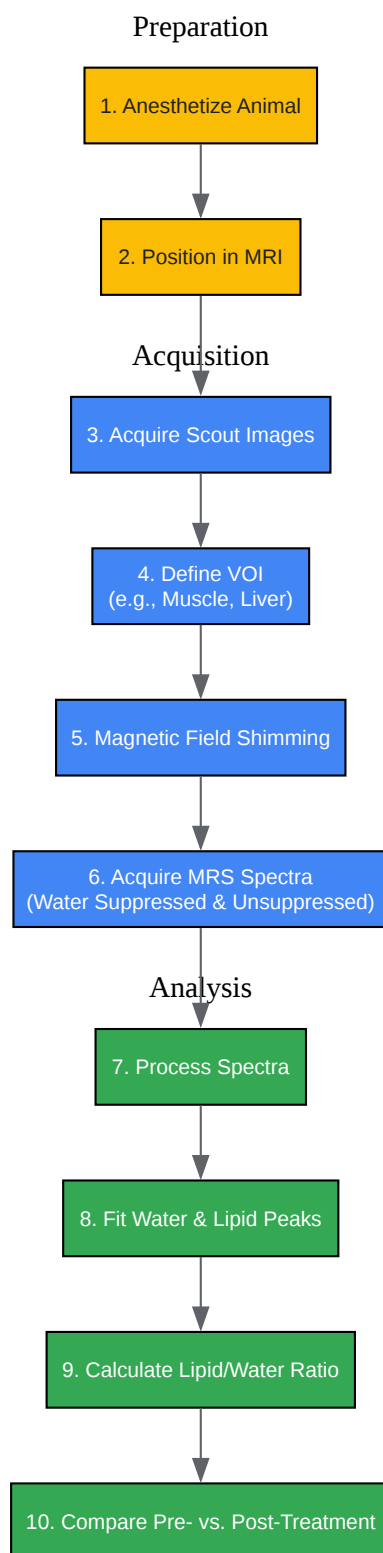 Preparation
1. Anesthetize Animal
2. Position in MRI
Acquisition
3. Acquire Scout Images
4. Define VOI
(e.g., Muscle, Liver)
5. Magnetic Field Shimming
6. Acquire MRS Spectra
(Water Suppressed & Unsuppressed)
Analysis
7. Process Spectra
8. Fit Water & Lipid Peaks
9. Calculate Lipid/Water Ratio
10. Compare Pre- vs. Post-Treatment